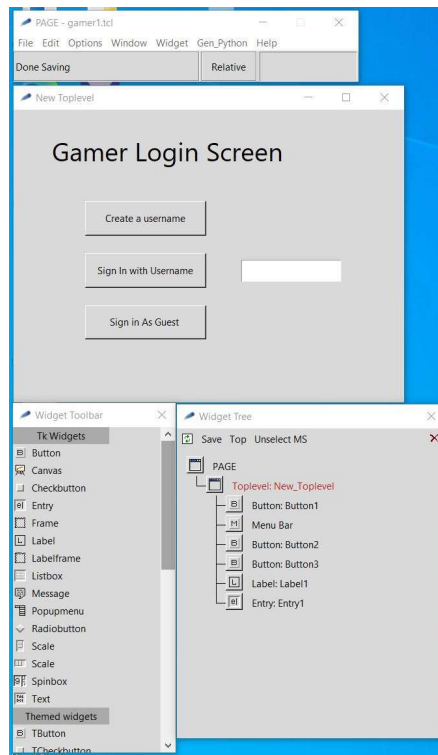 PAGE - gamer1.tcl
File Edit Options Window Widget Gen_Python Help
Done Saving Relative
New Toplevel
Gamer Login Screen
Create a username
Sign In with Username
Sign in As Guest
Widget Toolbar
Tk Widgets
Button
Canvas
Checkbutton
Entry
Frame
Label
Labelframe
Listbox
Message
Popupmenu
Radiobutton
Scale
Scale
Spinbox
Text
Themed widgets
TButton
TCheckbutton
Widget Tree
Save Top Unselect MS
PAGE
Toplevel: New_Toplevel
B Button: Button1
M Menu Bar
B Button: Button2
B Button: Button3
L Label: Label1
e Entry: Entry1